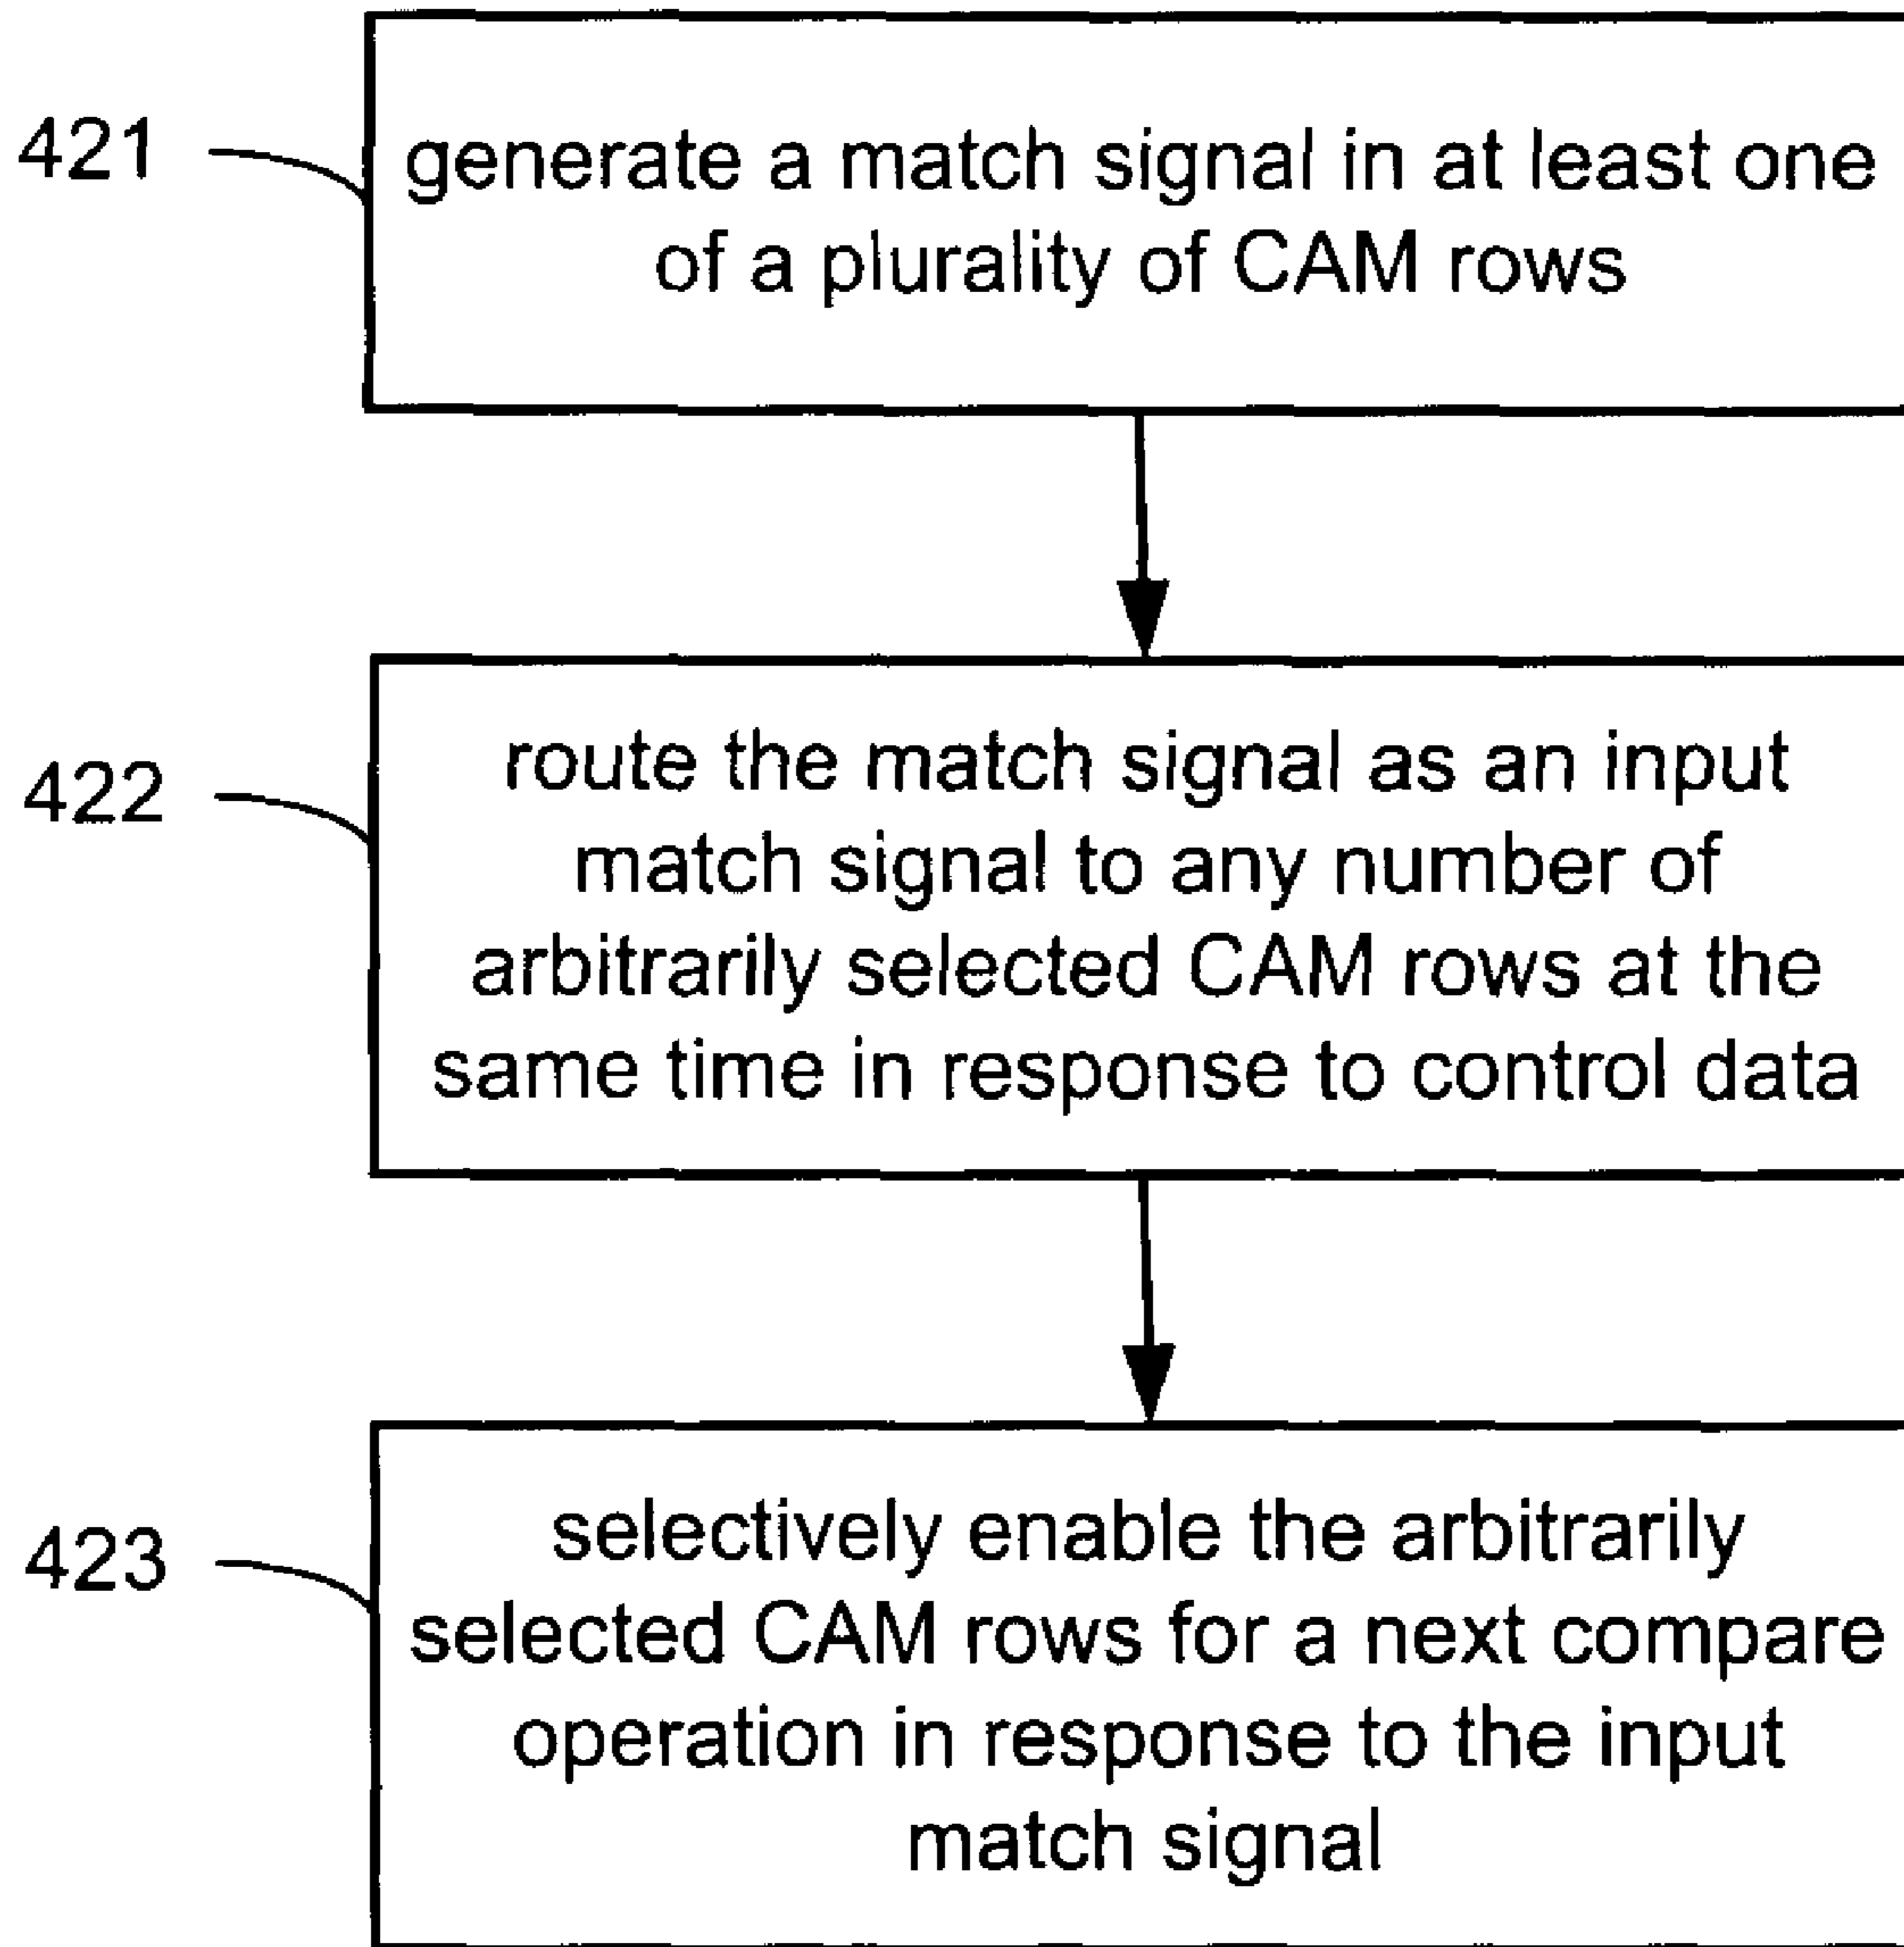 421
generate a match signal in at least one
of a plurality of CAM rows
422
route the match signal as an input
match signal to any number of
arbitrarily selected CAM rows at the
same time in response to control data
423
selectively enable the arbitrarily
selected CAM rows for a next compare
operation in response to the input
match signal